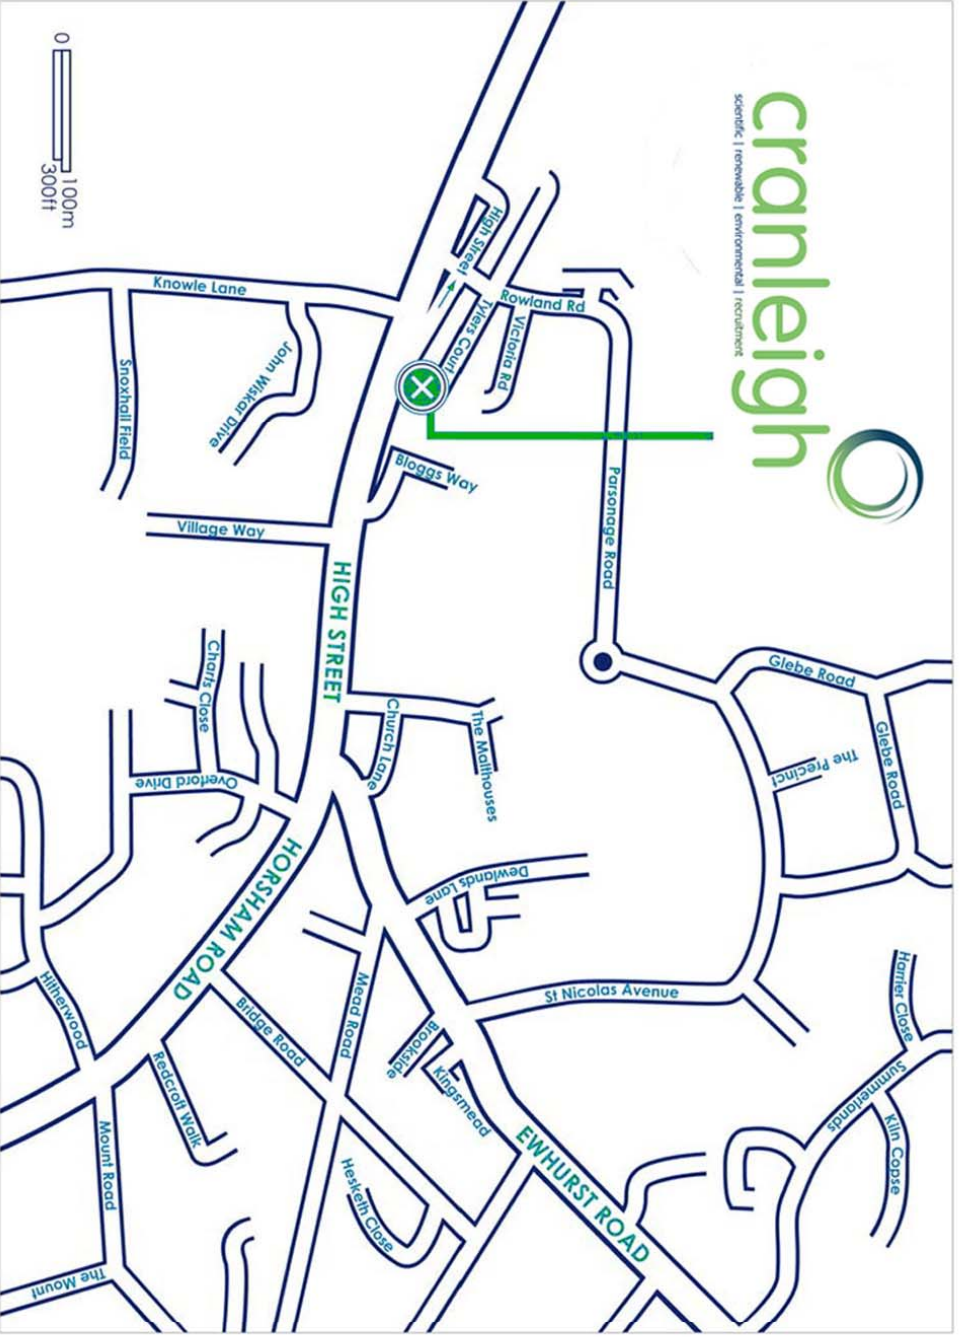 cranleigh
scientific | renewable | environmental | recruitment
0
100m
300ft
High Street
Rowland Rd
Knowle Lane
Tylers Court
Victoria Rd
John Wiskar Drive
Snoxhall Field
Bloggs Way
Parsonage Road
Village Way
HIGH STREET
Glebe Road
Charts Close
Church Lane
The Malthouses
Glebe Road
The Precinct
Overford Drive
HORSHAM ROAD
Dewlands Lane
St Nicolas Avenue
Harrier Close
Hitherwood
Mead Road
Bridge Road
Brookside
Kingsmead
Summerlands
Redcroft Walk
Kiln Copse
Mount Road
EWHURST ROAD
Hesketh Close
The Mount